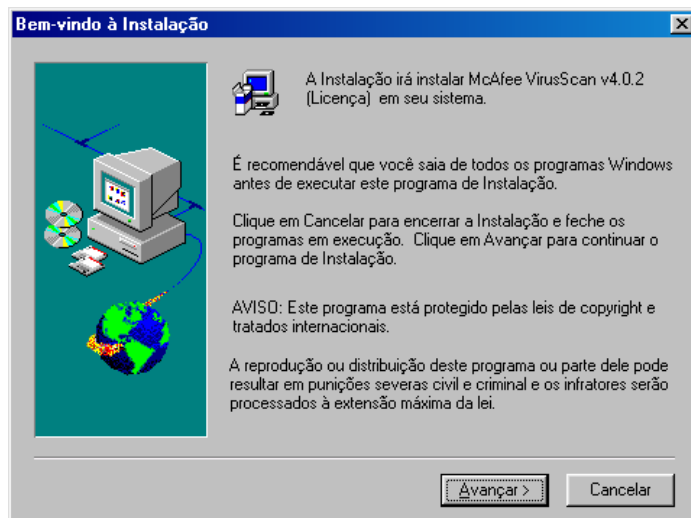 Bem-vindo à Instalação
A Instalação irá instalar McAfee VirusScan v4.0.2
(Licença) em seu sistema.
É recomendável que você saia de todos os programas Windows
antes de executar este programa de Instalação.
Clique em Cancelar para encerrar a Instalação e feche os
programas em execução. Clique em Avançar para continuar o
programa de Instalação.
AVISO: Este programa está protegido pelas leis de copyright e
tratados internacionais.
A reprodução ou distribuição deste programa ou parte dele pode
resultar em punições severas civil e criminal e os infratores serão
processados à extensão máxima da lei.
Avançar >
Cancelar